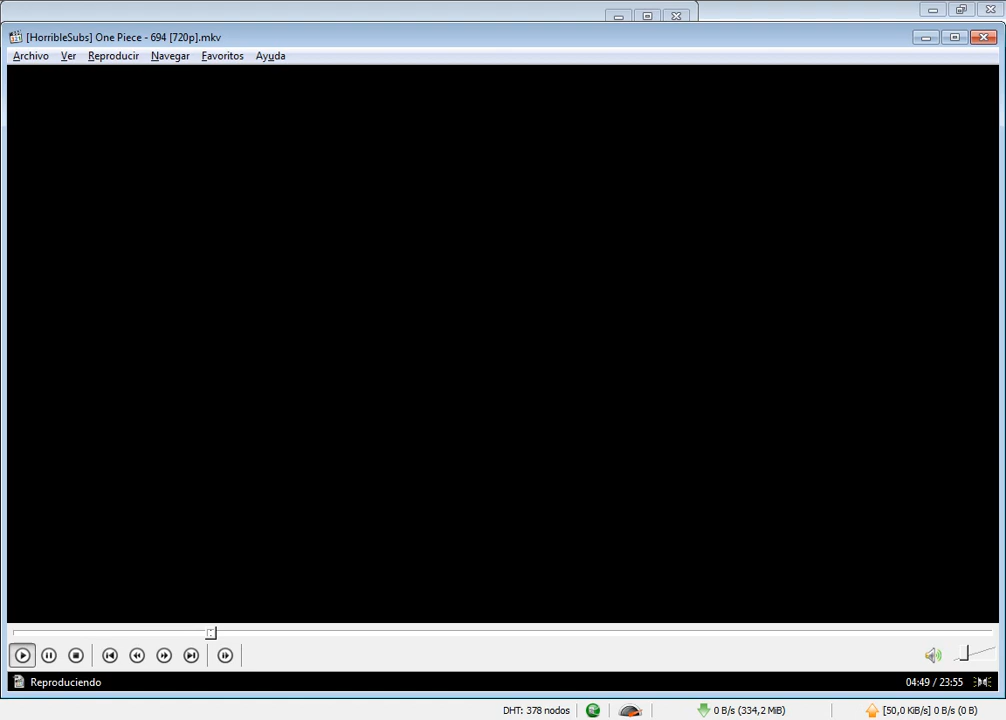 [HorribleSubs] One Piece - 694 [720p].mkv
Archivo Ver Reproducir Navegar Favoritos Ayuda
Reproduciendo 04:49 / 23:55
DHT: 378 nodos 0 B/s (334,2 MiB) [50,0 KiB/s] 0 B/s (0 B)